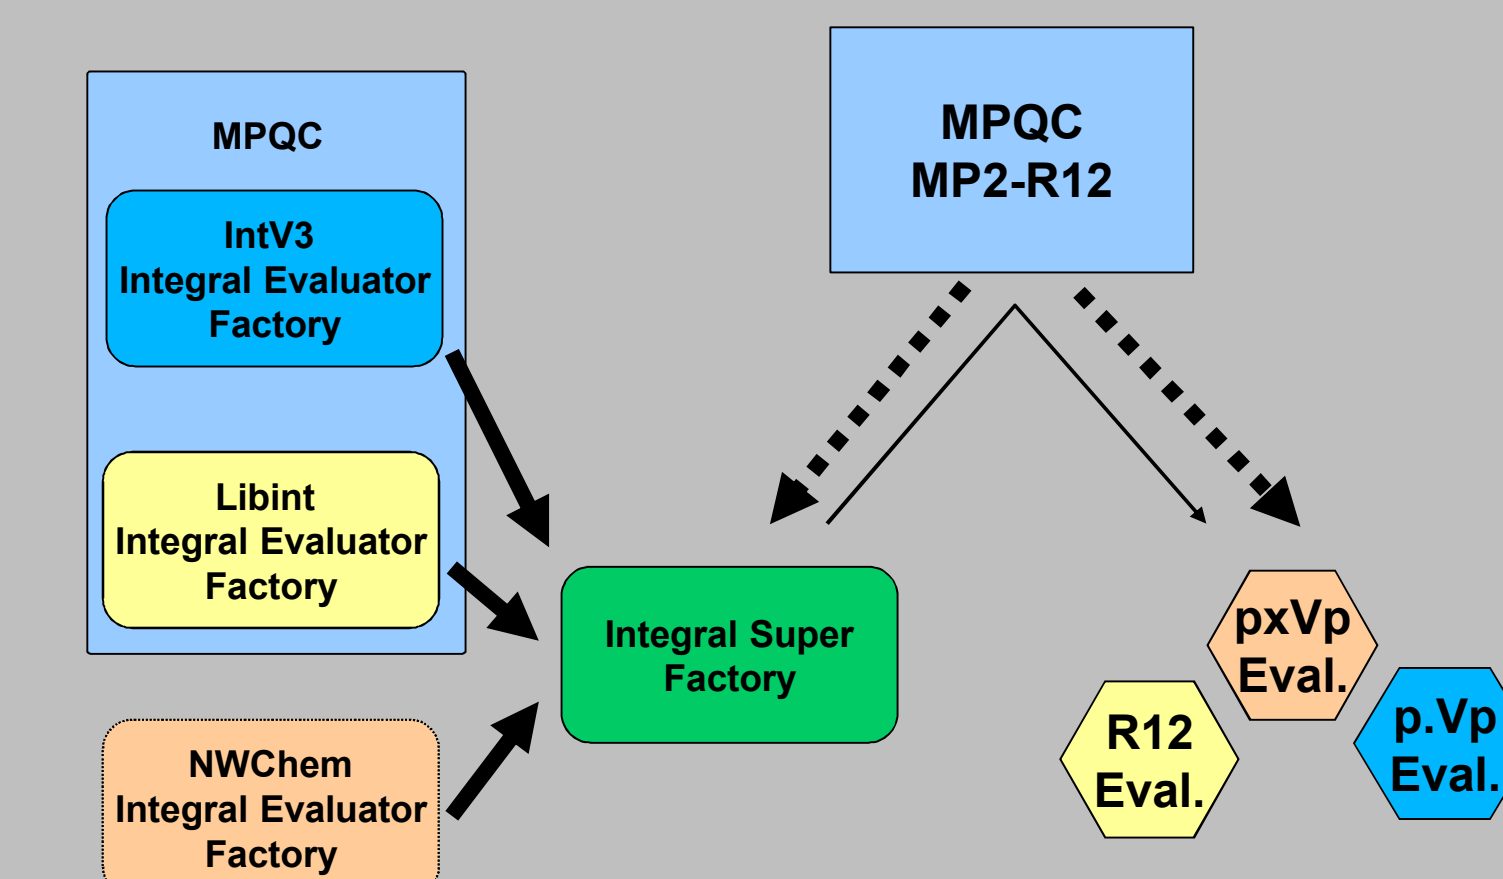 MPQC
IntV3
Integral Evaluator
Factory
Libint
Integral Evaluator
Factory
NWChem
Integral Evaluator
Factory
MPQC
MP2-R12
Integral Super
Factory
pxVp
Eval.
R12
Eval.
p.Vp
Eval.